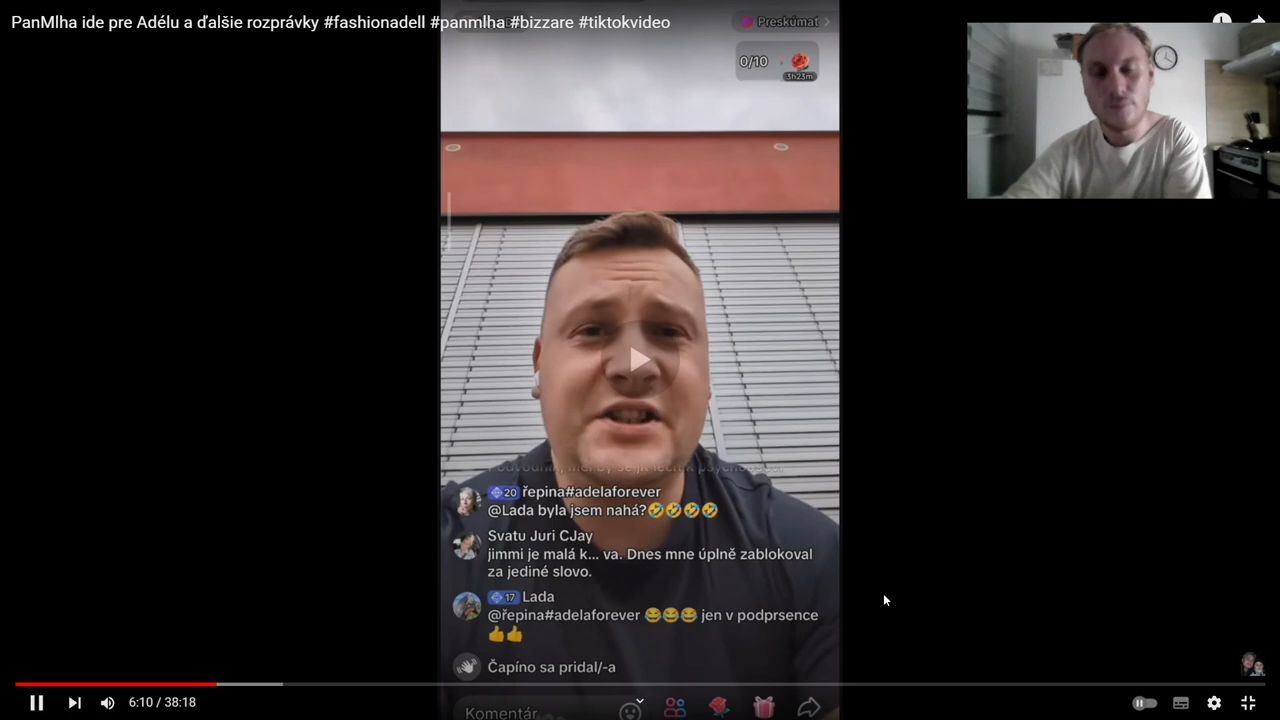 PanMlha ide pre Adélu a ďalšie rozprávky #fashionadell #panmlha #bizzare #tiktokvideo
Preskúmať
0/10
3h23m
řepina#adelaforever
20
@Lada byla jsem nahá?🤣🤣🤣🤣
Svatu Juri CJay
jimmi je malá k... va. Dnes mne úplně zablokoval
za jediné slovo.
17 Lada
@řepina#adelaforever 😂😂😂 jen v podprsence
👍👍
Čapíno sa pridal/-a
Komentár
6:10 / 38:18